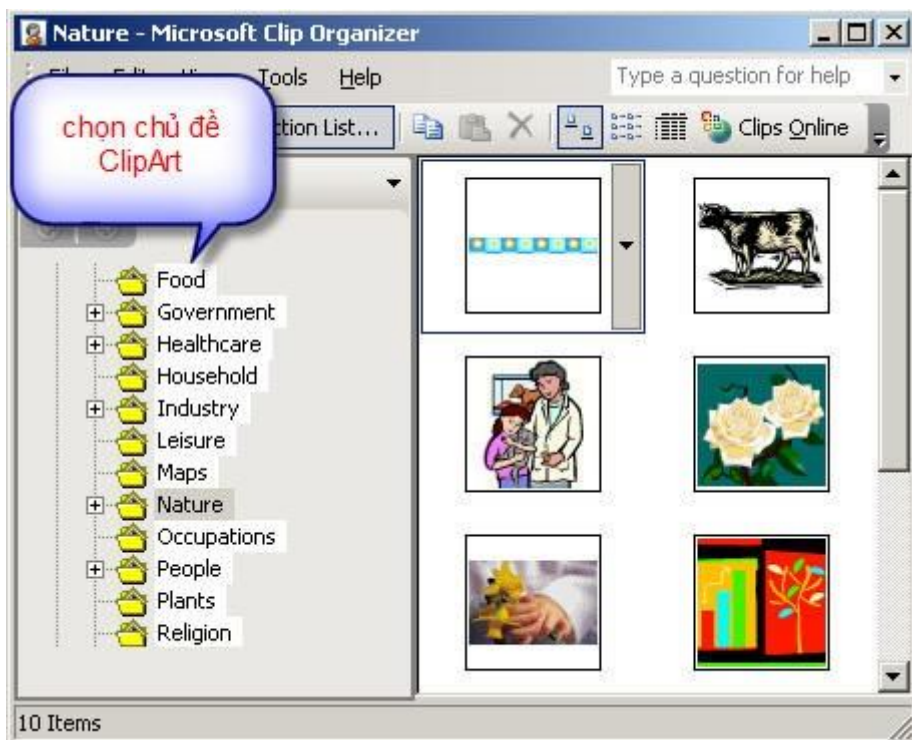 Nature - Microsoft Clip Organizer
Tools Help
Type a question for help
chọn chủ đề
ClipArt
ction List...
Clips Online
Food
Government
Healthcare
Household
Industry
Leisure
Maps
Nature
Occupations
People
Plants
Religion
10 Items